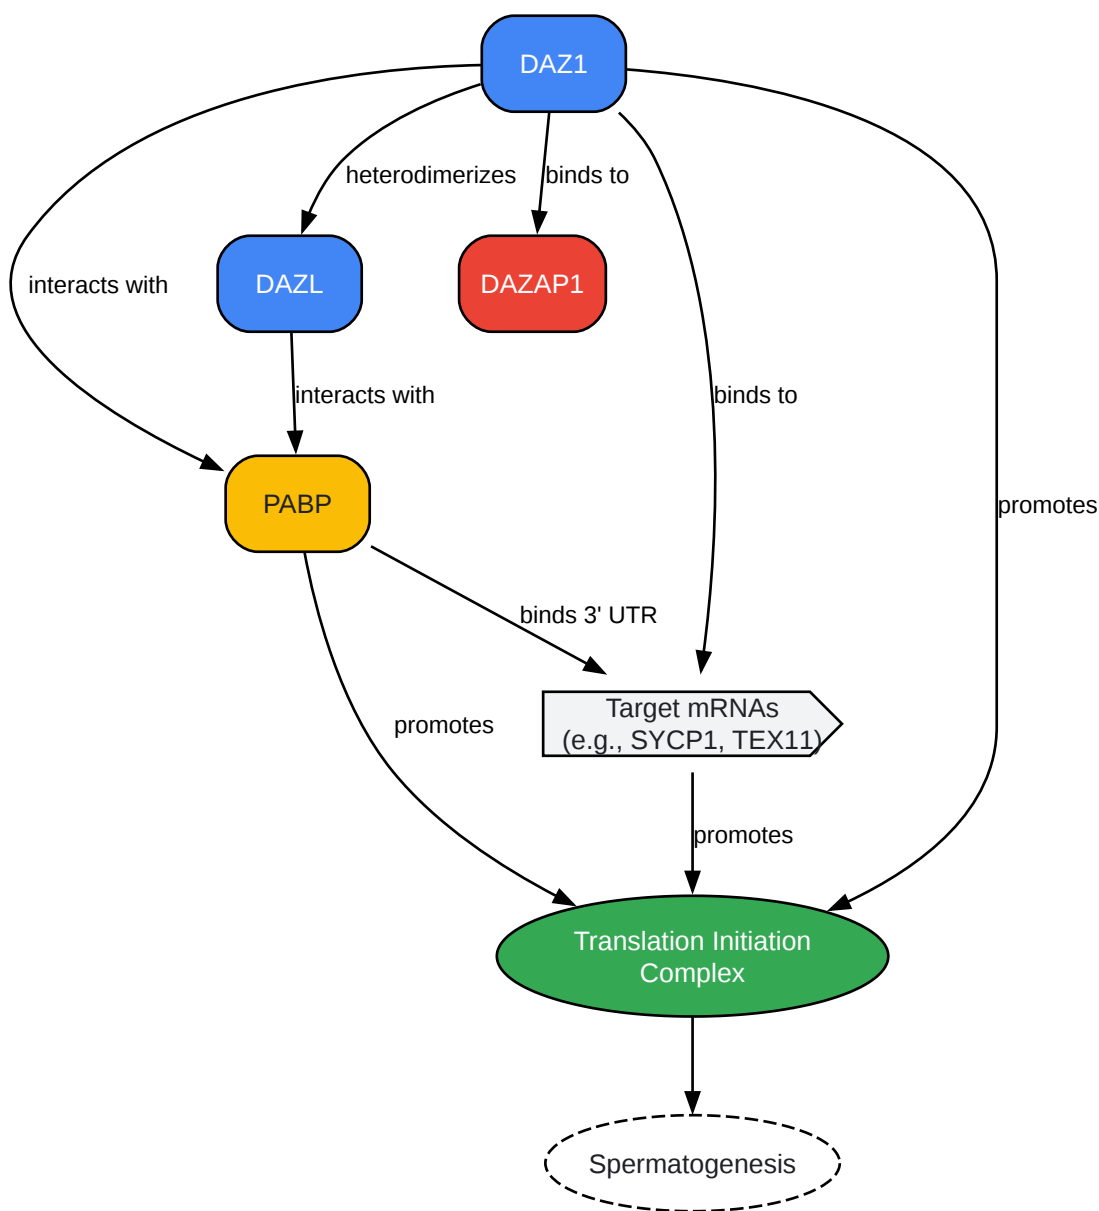 DAZ1
heterodimerizes
binds to
interacts with
DAZL
DAZAP1
interacts with
binds to
PABP
promotes
binds 3' UTR
promotes
Target mRNAs
(e.g., SYCP1, TEX11)
promotes
Translation Initiation
Complex
Spermatogenesis